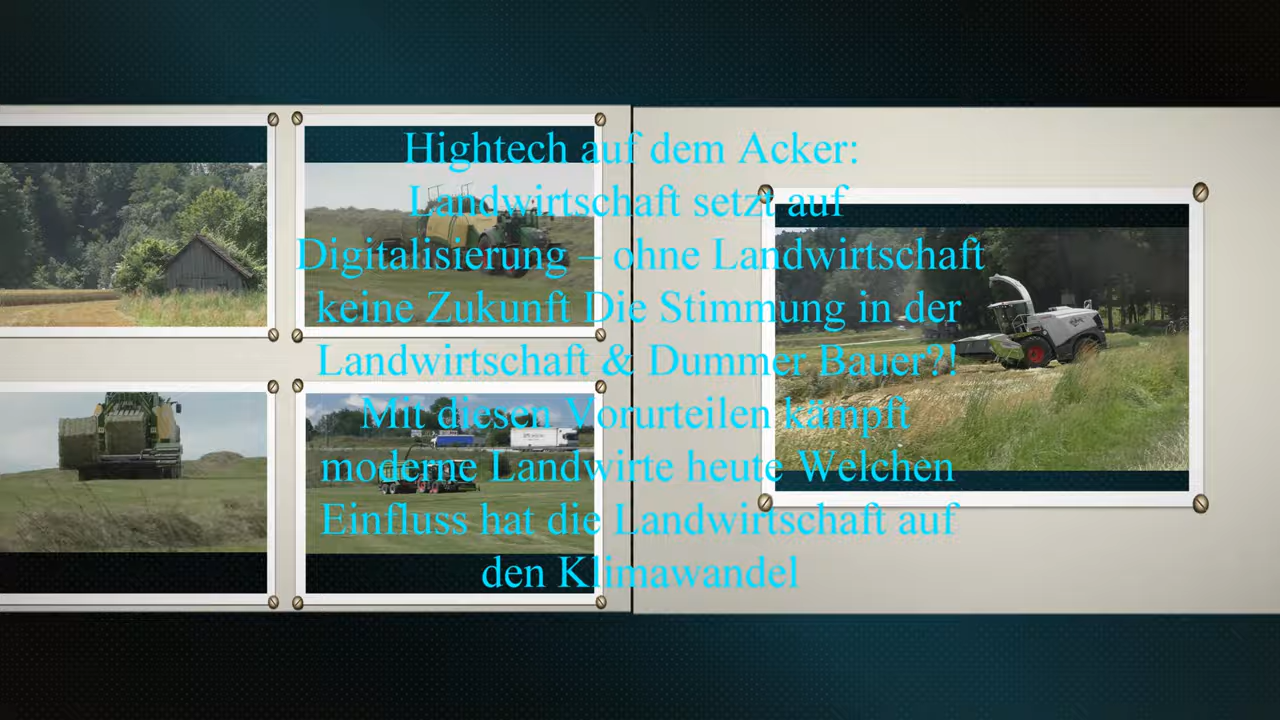 Hightech auf dem Acker:
Landwirtschaft setzt auf
Digitalisierung – ohne Landwirtschaft
keine Zukunft Die Stimmung in der
Landwirtschaft & Dummer Bauer?!
Mit diesen Vorurteilen kämpft
moderne Landwirte heute Welchen
Einfluss hat die Landwirtschaft auf
den Klimawandel